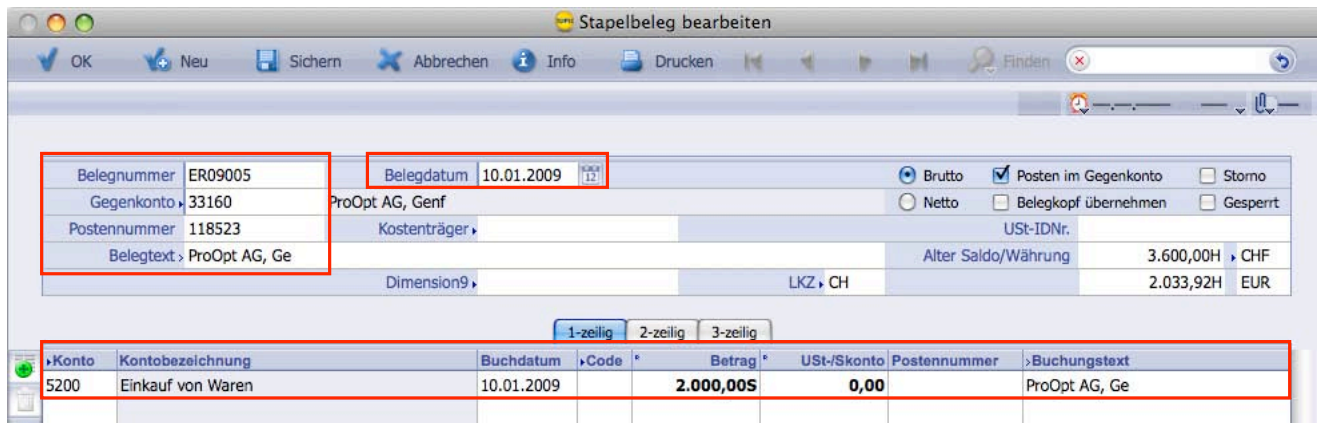 Stapelbeleg bearbeiten
OK Neu Sichern Abbrechen Info Drucken Finden
Belegnummer ER09005 Belegdatum 10.01.2009 12 Brutto Posten im Gegenkonto Storno
Gegenkonto 33160 ProOpt AG, Genf Netto Belegkopf übernehmen Gesperrt
Postennummer 118523 Kostenträger USt-IDNr.
Belegtext ProOpt AG, Ge Alter Saldo/Währung 3.600,00H CHF
Dimension9 LKZ CH 2.033,92H EUR
1-zeilig 2-zeilig 3-zeilig
Konto Kontobezeichnung Buchdatum Code Betrag USt-/Skonto Postennummer Buchungstext
5200 Einkauf von Waren 10.01.2009 2.000,00S 0,00 ProOpt AG, Ge